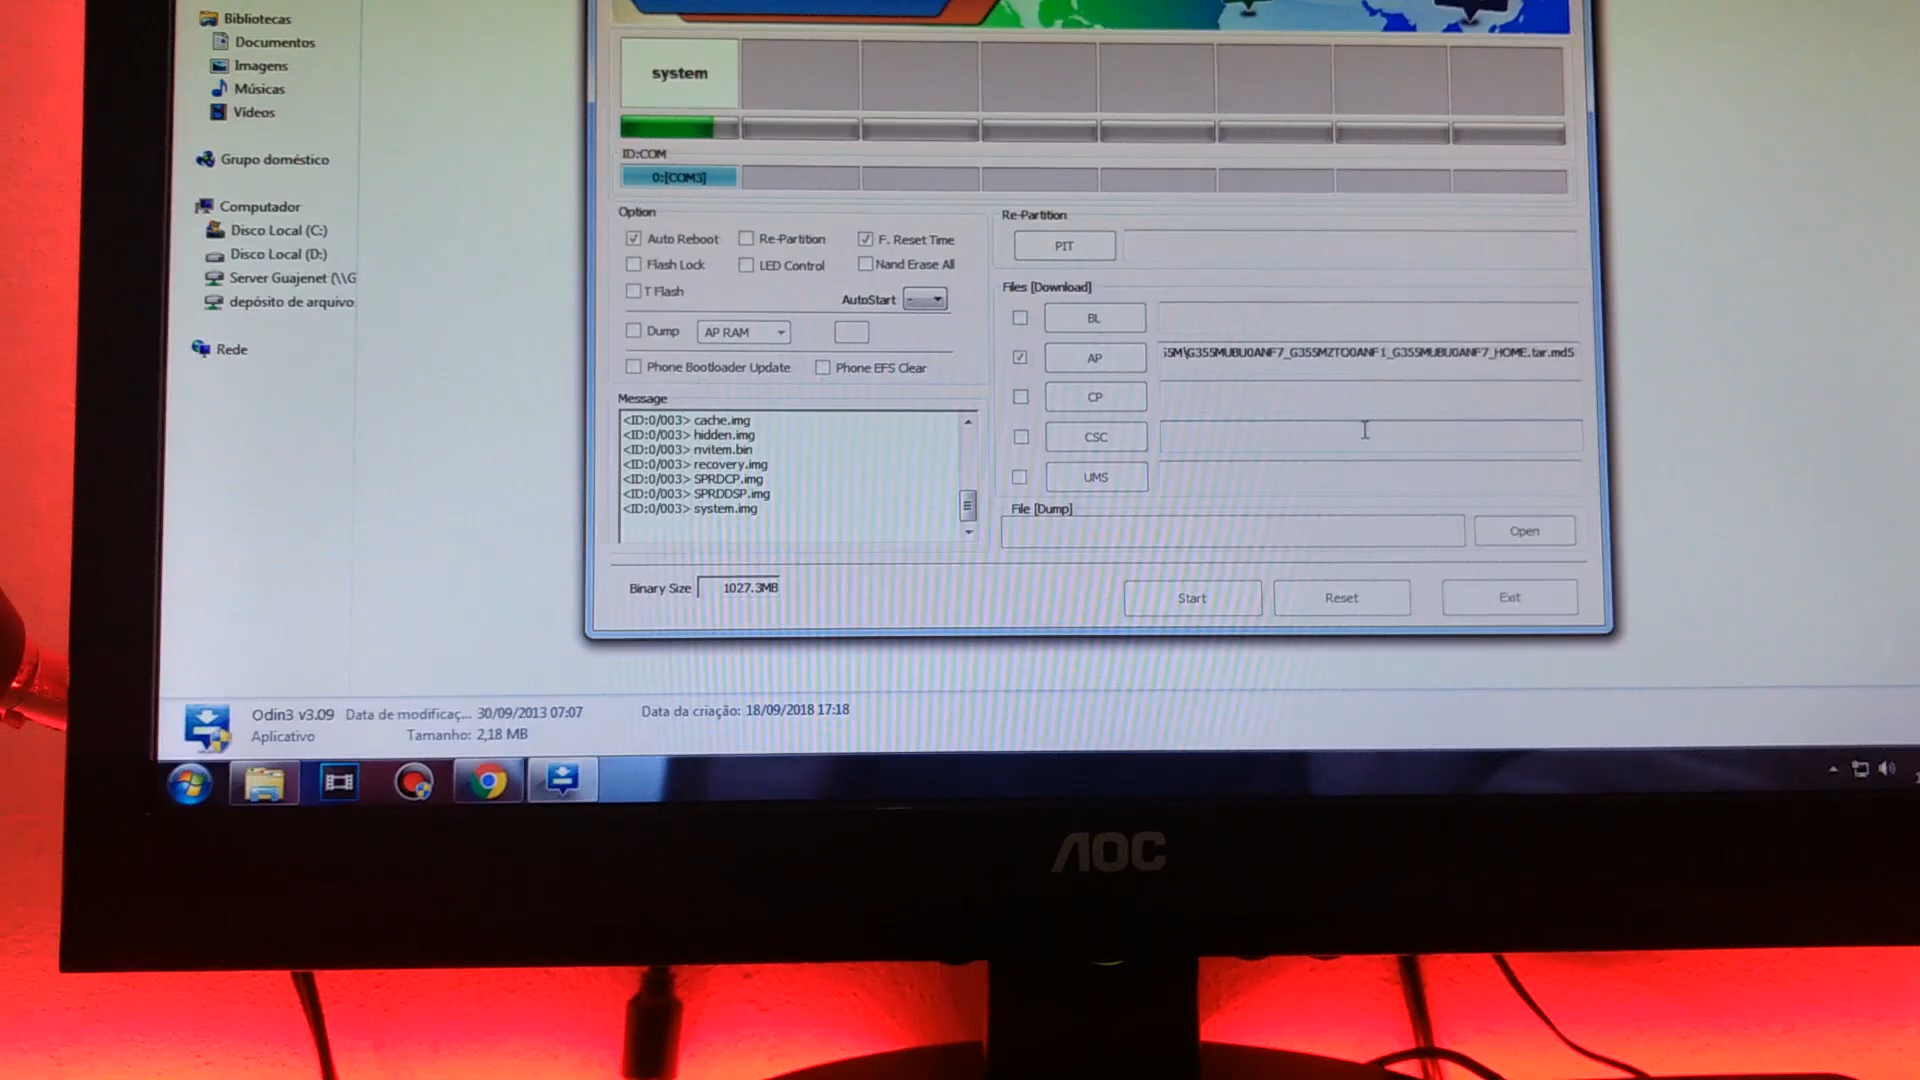 Bibliotecas
Documentos
Imagens
Músicas
Vídeos
Grupo doméstico
Computador
Disco Local (C:)
Disco Local (D:)
Server Guajenet (\\G
depósito de arquivo
Rede
system
ID:COM
0:[COM3]
Option
Auto Reboot
Re-Partition
F. Reset Time
Flash Lock
LED Control
Nand Erase All
T Flash
AutoStart
-
Dump
AP RAM
Phone Bootloader Update
Phone EFS Clear
Message
<ID:0/003> cache.img
<ID:0/003> hidden.img
<ID:0/003> nvitem.bin
<ID:0/003> recovery.img
<ID:0/003> SPRDCP.img
<ID:0/003> SPRDDSP.img
<ID:0/003> system.img
Re-Partition
PIT
Files [Download]
BL
AP
G355MUBU0ANF7_G355MZTO0ANF1_G355MUBU0ANF7_HOME.tar.md5
CP
CSC
UMS
File [Dump]
Open
Binary Size
1027.3MB
Start
Reset
Exit
Odin3 v3.09
Data de modificaç... 30/09/2013 07:07
Data da criação: 18/09/2018 17:18
Aplicativo
Tamanho: 2,18 MB
AOC